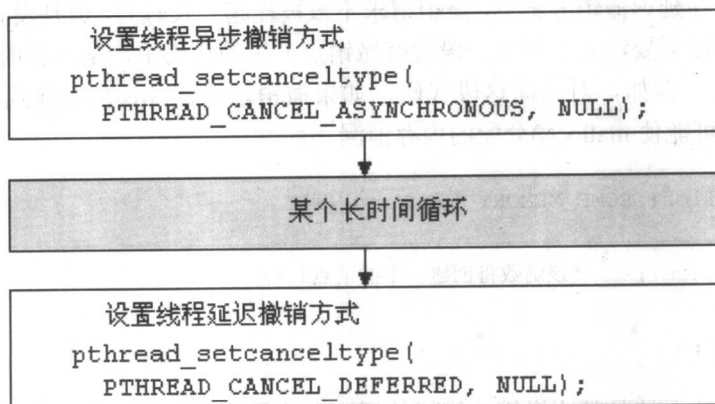 设置线程异步撤销方式
pthread_setcanceltype(
PTHREAD_CANCEL_ASYNCHRONOUS, NULL);
某个长时间循环
设置线程延迟撤销方式
pthread_setcanceltype(
PTHREAD_CANCEL_DEFERRED, NULL);